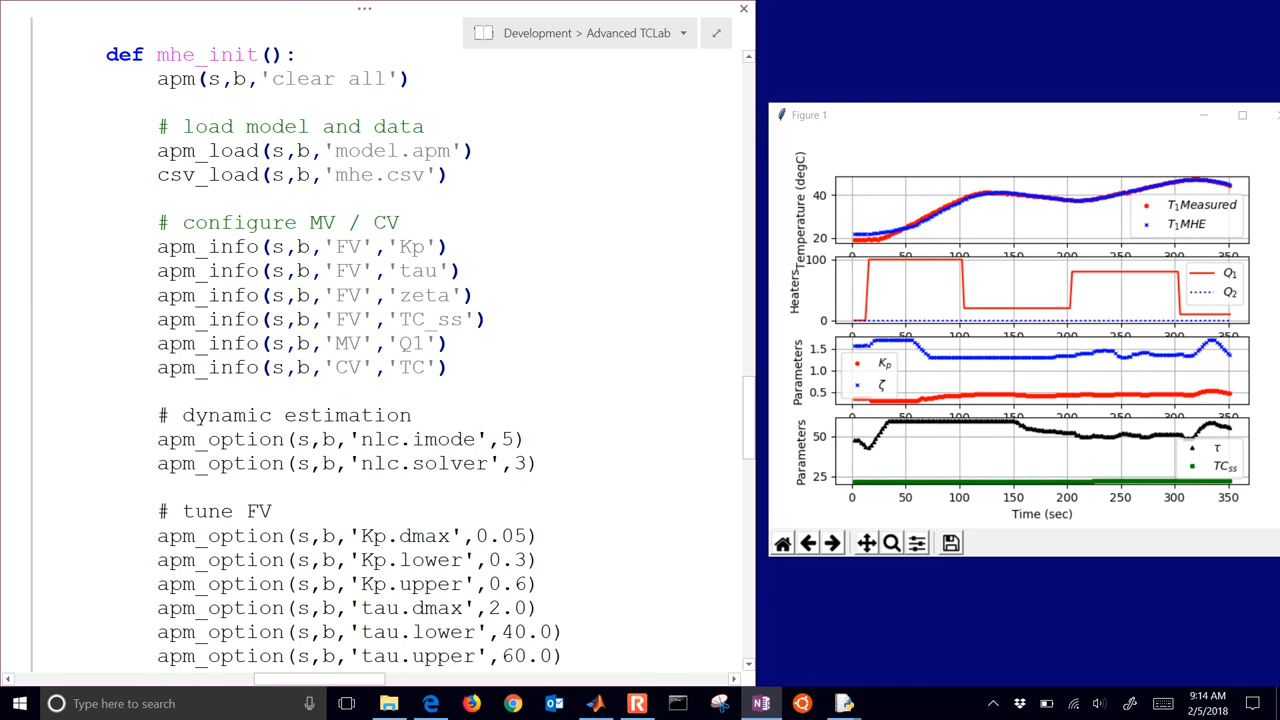 Development > Advanced TCLab
def mhe_init():
apm(s,b,'clear all')
# load model and data
apm_load(s,b,'model.apm')
csv_load(s,b,'mhe.csv')
# configure MV / CV
apm_info(s,b,'FV','Kp')
apm_info(s,b,'FV','tau')
apm_info(s,b,'FV','zeta')
apm_info(s,b,'FV','TC_ss')
apm_info(s,b,'MV','Q1')
apm_info(s,b,'CV','TC')
# dynamic estimation
apm_option(s,b,'nlc.imode',5)
apm_option(s,b,'nlc.solver',3)
# tune FV
apm_option(s,b,'Kp.dmax',0.05)
apm_option(s,b,'Kp.lower',0.3)
apm_option(s,b,'Kp.upper',0.6)
apm_option(s,b,'tau.dmax',2.0)
apm_option(s,b,'tau.lower',40.0)
apm_option(s,b,'tau.upper',60.0)
Figure 1
Temperature (degC)
40
20
T1Measured
T1MHE
Heaters
100
0
Q1
Q2
Parameters
1.5
1.0
0.5
Kp
ζ
Parameters
50
25
τ
TCss
0 50 100 150 200 250 300 350
Time (sec)
Type here to search
9:14 AM
2/5/2018